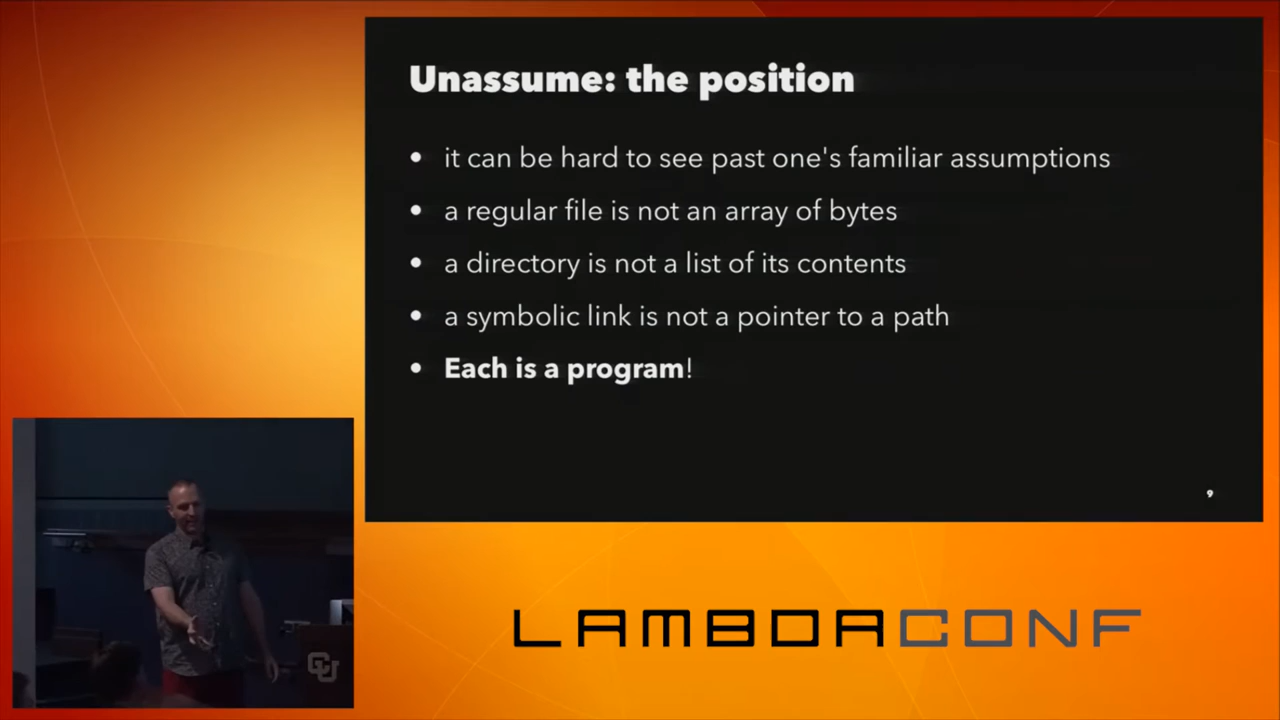 Unassume: the position
• it can be hard to see past one's familiar assumptions
• a regular file is not an array of bytes
• a directory is not a list of its contents
• a symbolic link is not a pointer to a path
• Each is a program!
9
CU
LAMBDACONF